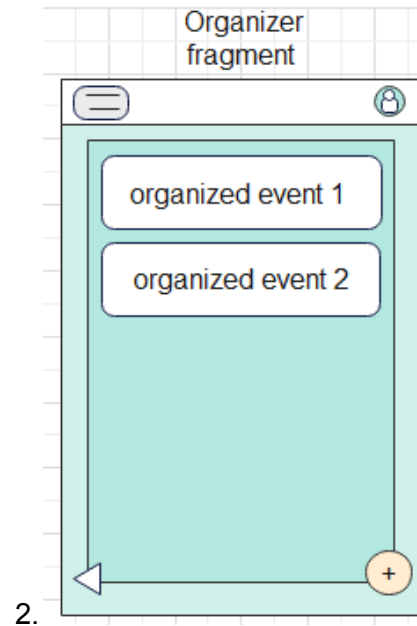 Organizer
fragment
organized event 1
organized event 2
+
2.